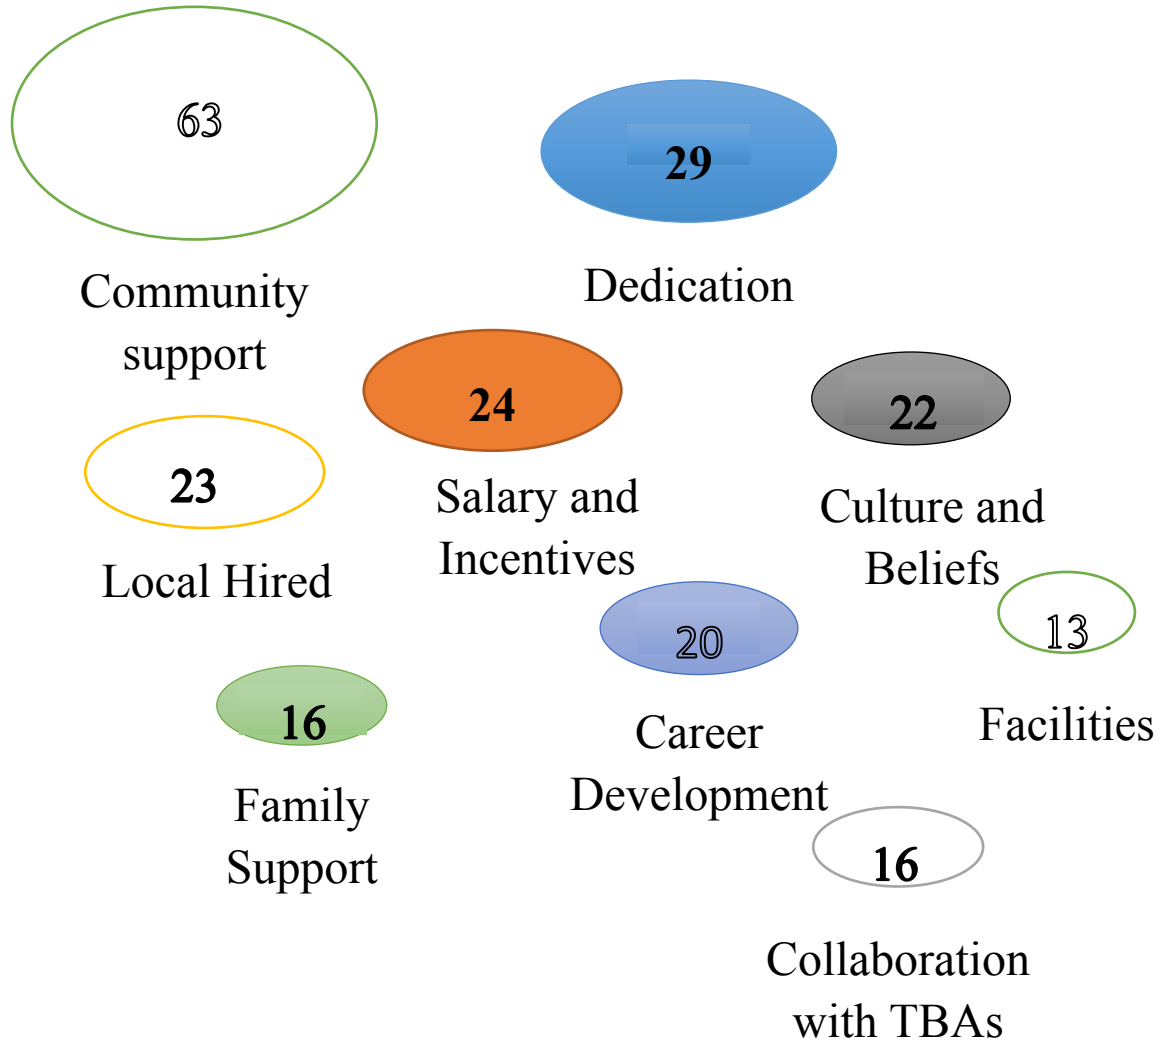 63
Community
support
29
Dedication
24
Salary and
Incentives
22
Culture and
Beliefs
23
Local Hired
20
Career
Development
13
Facilities
16
Family
Support
16
Collaboration
with TBAs